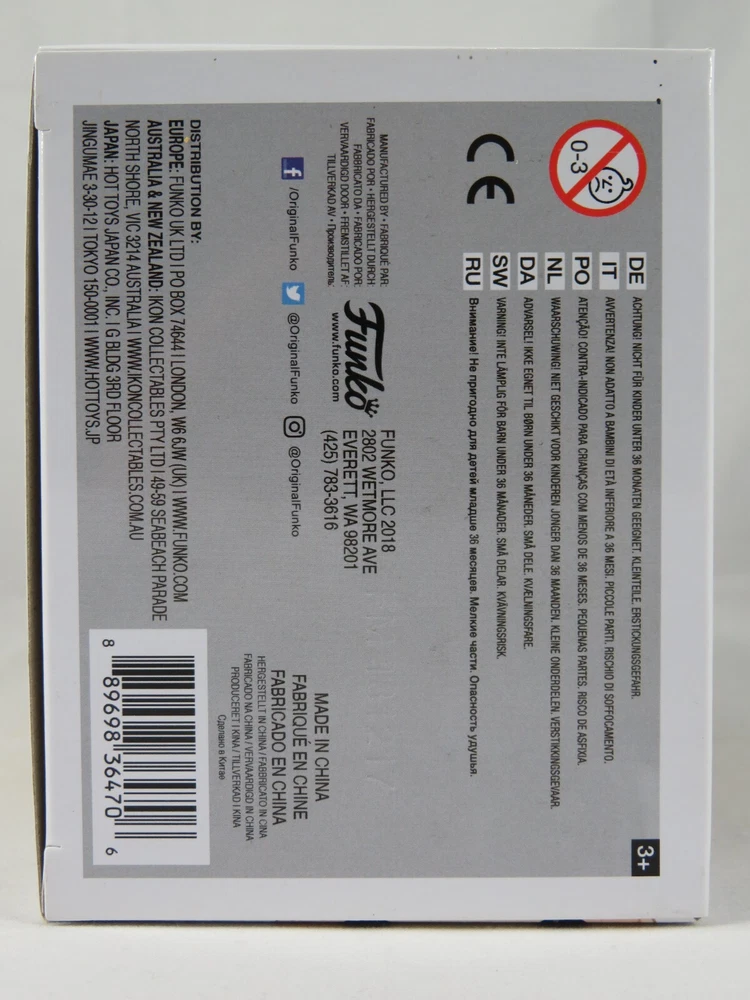 0-3
DE ACHTUNG! NICHT FÜR KINDER UNTER 36 MONATEN GEEIGNET. KLEINTEILE. ERSTICKUNGSGEFAHR.
IT AVVERTENZA! NON ADATTO A BAMBINI DI ETÀ INFERIORE A 36 MESI. PICCOLE PARTI. RISCHIO DI SOFFOCAMENTO.
PO ATENÇÃO! CONTRA-INDICADO PARA CRIANÇAS COM MENOS DE 36 MESES. PEQUENAS PARTES. RISCO DE ASFIXIA.
NL WAARSCHUWING! NIET GESCHIKT VOOR KINDEREN JONGER DAN 36 MAANDEN. KLEINE ONDERDELEN. VERSTIKKINGSGEVAAR.
DA ADVARSEL! IKKE EGNET TIL BØRN UNDER 36 MÅNEDER. SMÅ DELE. KVÆLNINGSFARE.
SW VARNING! INTE LÄMPLIG FÖR BARN UNDER 36 MÅNADER. SMÅ DELAR. KVÄVNINGSRISK.
RU Внимание! Не пригодно для детей младше 36 месяцев. Мелкие части. Опасность удушья.
3+
CE
MANUFACTURED BY • FABRIQUÉ PAR:
FABRICADO POR • HERGESTELLT DURCH:
FABBRICATO DA • FABRICADO POR:
VERVAARDIGD DOOR • FREMSTILLET AF:
TILLVERKAD AV • Производитель:
Funko
www.funko.com
FUNKO, LLC 2018
2802 WETMORE AVE
EVERETT, WA 98201
(425) 783-3616
/OriginalFunko @OriginalFunko @OriginalFunko
MADE IN CHINA
FABRIQUÉ EN CHINE
FABRICADO EN CHINA
HERGESTELLT IN CHINA / FABBRICATO IN CINA
FABRICADO NA CHINA / VERVAARDIGD IN CHINA
PRODUCERET I KINA / TILLVERKAD I KINA
Сделано в Китае
DISTRIBUTION BY:
EUROPE: FUNKO UK LTD | PO BOX 74644 | LONDON, W6 6JW (UK) | WWW.FUNKO.COM
AUSTRALIA & NEW ZEALAND: IKON COLLECTABLES PTY LTD | 49-59 SEABEACH PARADE
NORTH SHORE, VIC 3214 AUSTRALIA | WWW.IKONCOLLECTABLES.COM.AU
JAPAN: HOT TOYS JAPAN CO., INC. | G BLDG 3RD FLOOR
JINGUMAE 3-30-12 | TOKYO 150-0001 | WWW.HOTTOYS.JP
8 89698 36470 6